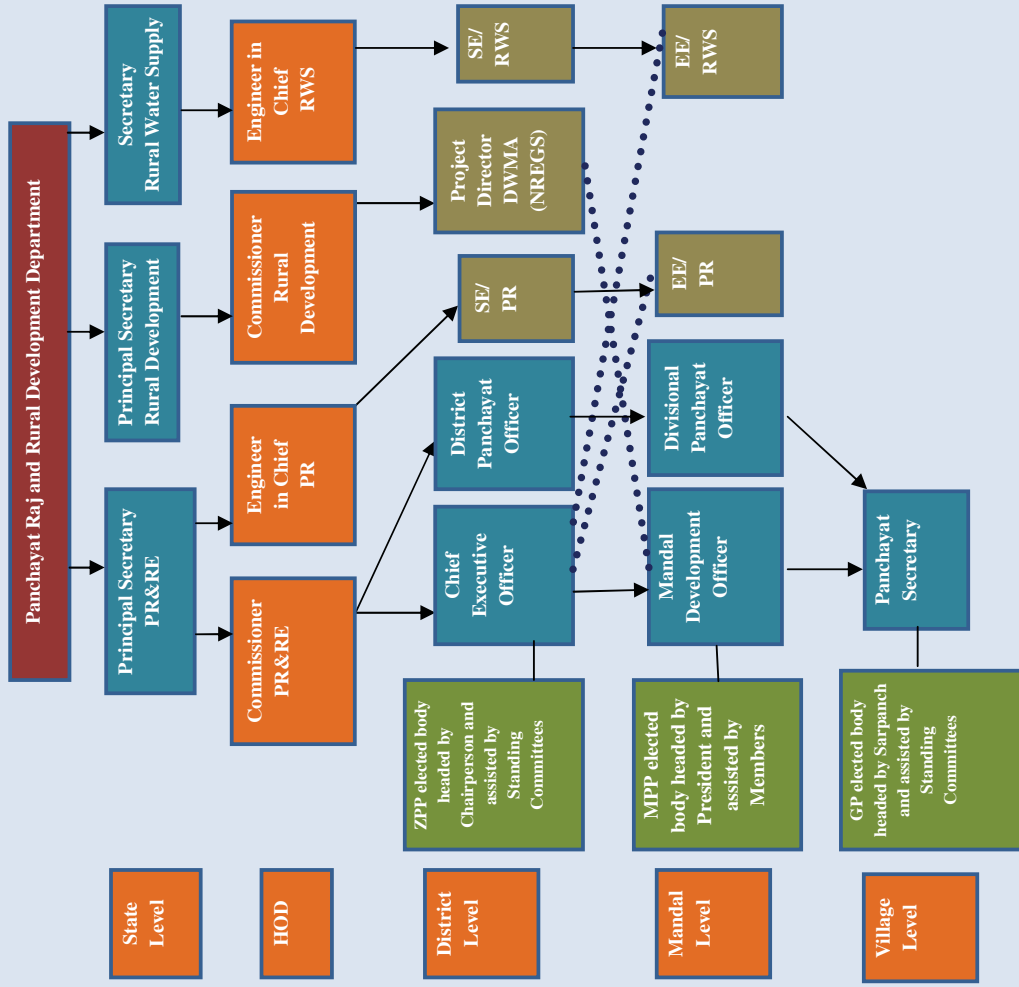 Panchayat Raj and Rural Development Department
State
Level
Principal Secretary
PR&RE
Principal Secretary
Rural Development
Secretary
Rural Water Supply
HOD
Commissioner
PR&RE
Engineer
in Chief
PR
Commissioner
Rural
Development
Engineer in
Chief
RWS
District
Level
ZPP elected body
headed by
Chairperson and
assisted by
Standing
Committees
Chief
Executive
Officer
District
Panchayat
Officer
SE/
PR
Project
Director
DWMA
(NREGS)
SE/
RWS
Mandal
Level
MPP elected
body headed by
President and
assisted by
Members
Mandal
Development
Officer
Divisional
Panchayat
Officer
EE/
PR
EE/
RWS
Village
Level
GP elected body
headed by Sarpanch
and assisted by
Standing
Committees
Panchayat
Secretary